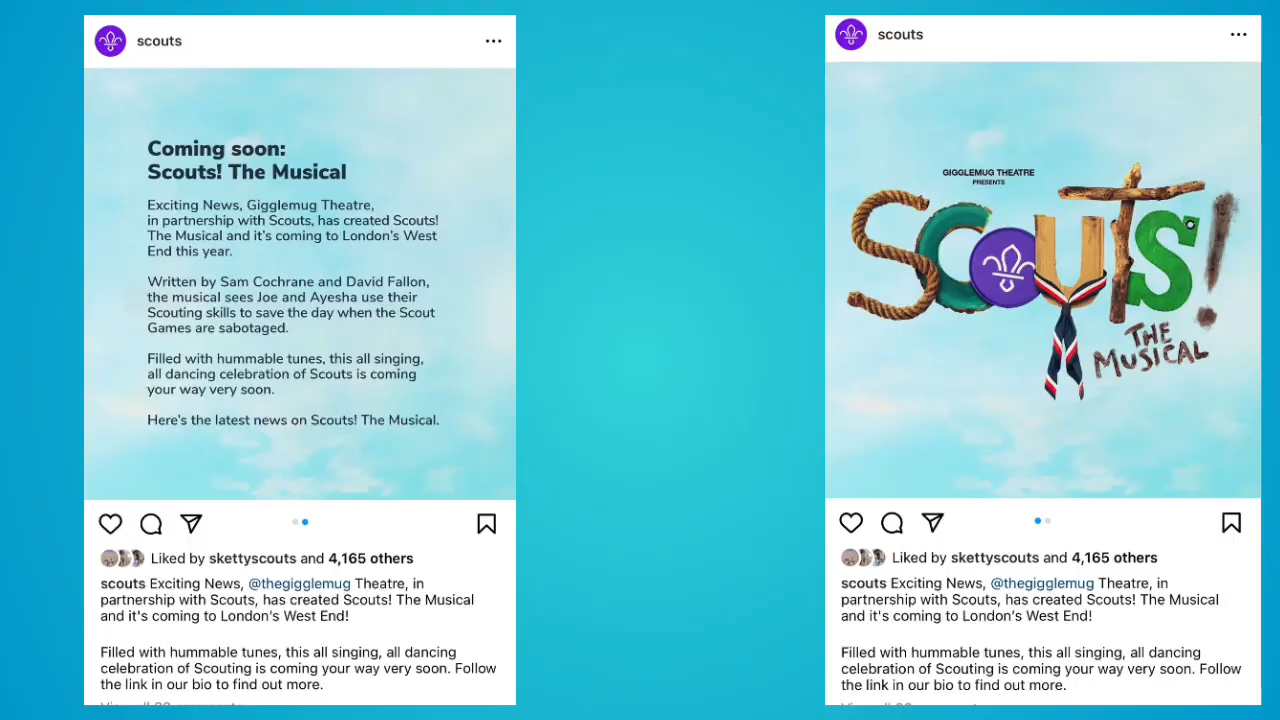 scouts
Coming soon:
Scouts! The Musical
Exciting News, Gigglemug Theatre,
in partnership with Scouts, has created Scouts!
The Musical and it's coming to London's West
End this year.
Written by Sam Cochrane and David Fallon,
the musical sees Joe and Ayesha use their
Scouting skills to save the day when the Scout
Games are sabotaged.
Filled with hummable tunes, this all singing,
all dancing celebration of Scouts is coming
your way very soon.
Here's the latest news on Scouts! The Musical.
Liked by skettyscouts and 4,165 others
scouts Exciting News, @thegigglemug Theatre, in
partnership with Scouts, has created Scouts! The Musical
and it's coming to London's West End!
Filled with hummable tunes, this all singing, all dancing
celebration of Scouting is coming your way very soon. Follow
the link in our bio to find out more.
scouts
GIGGLEMUG THEATRE
PRESENTS
SCOUTS!
THE
MUSICAL
Liked by skettyscouts and 4,165 others
scouts Exciting News, @thegigglemug Theatre, in
partnership with Scouts, has created Scouts! The Musical
and it's coming to London's West End!
Filled with hummable tunes, this all singing, all dancing
celebration of Scouting is coming your way very soon. Follow
the link in our bio to find out more.